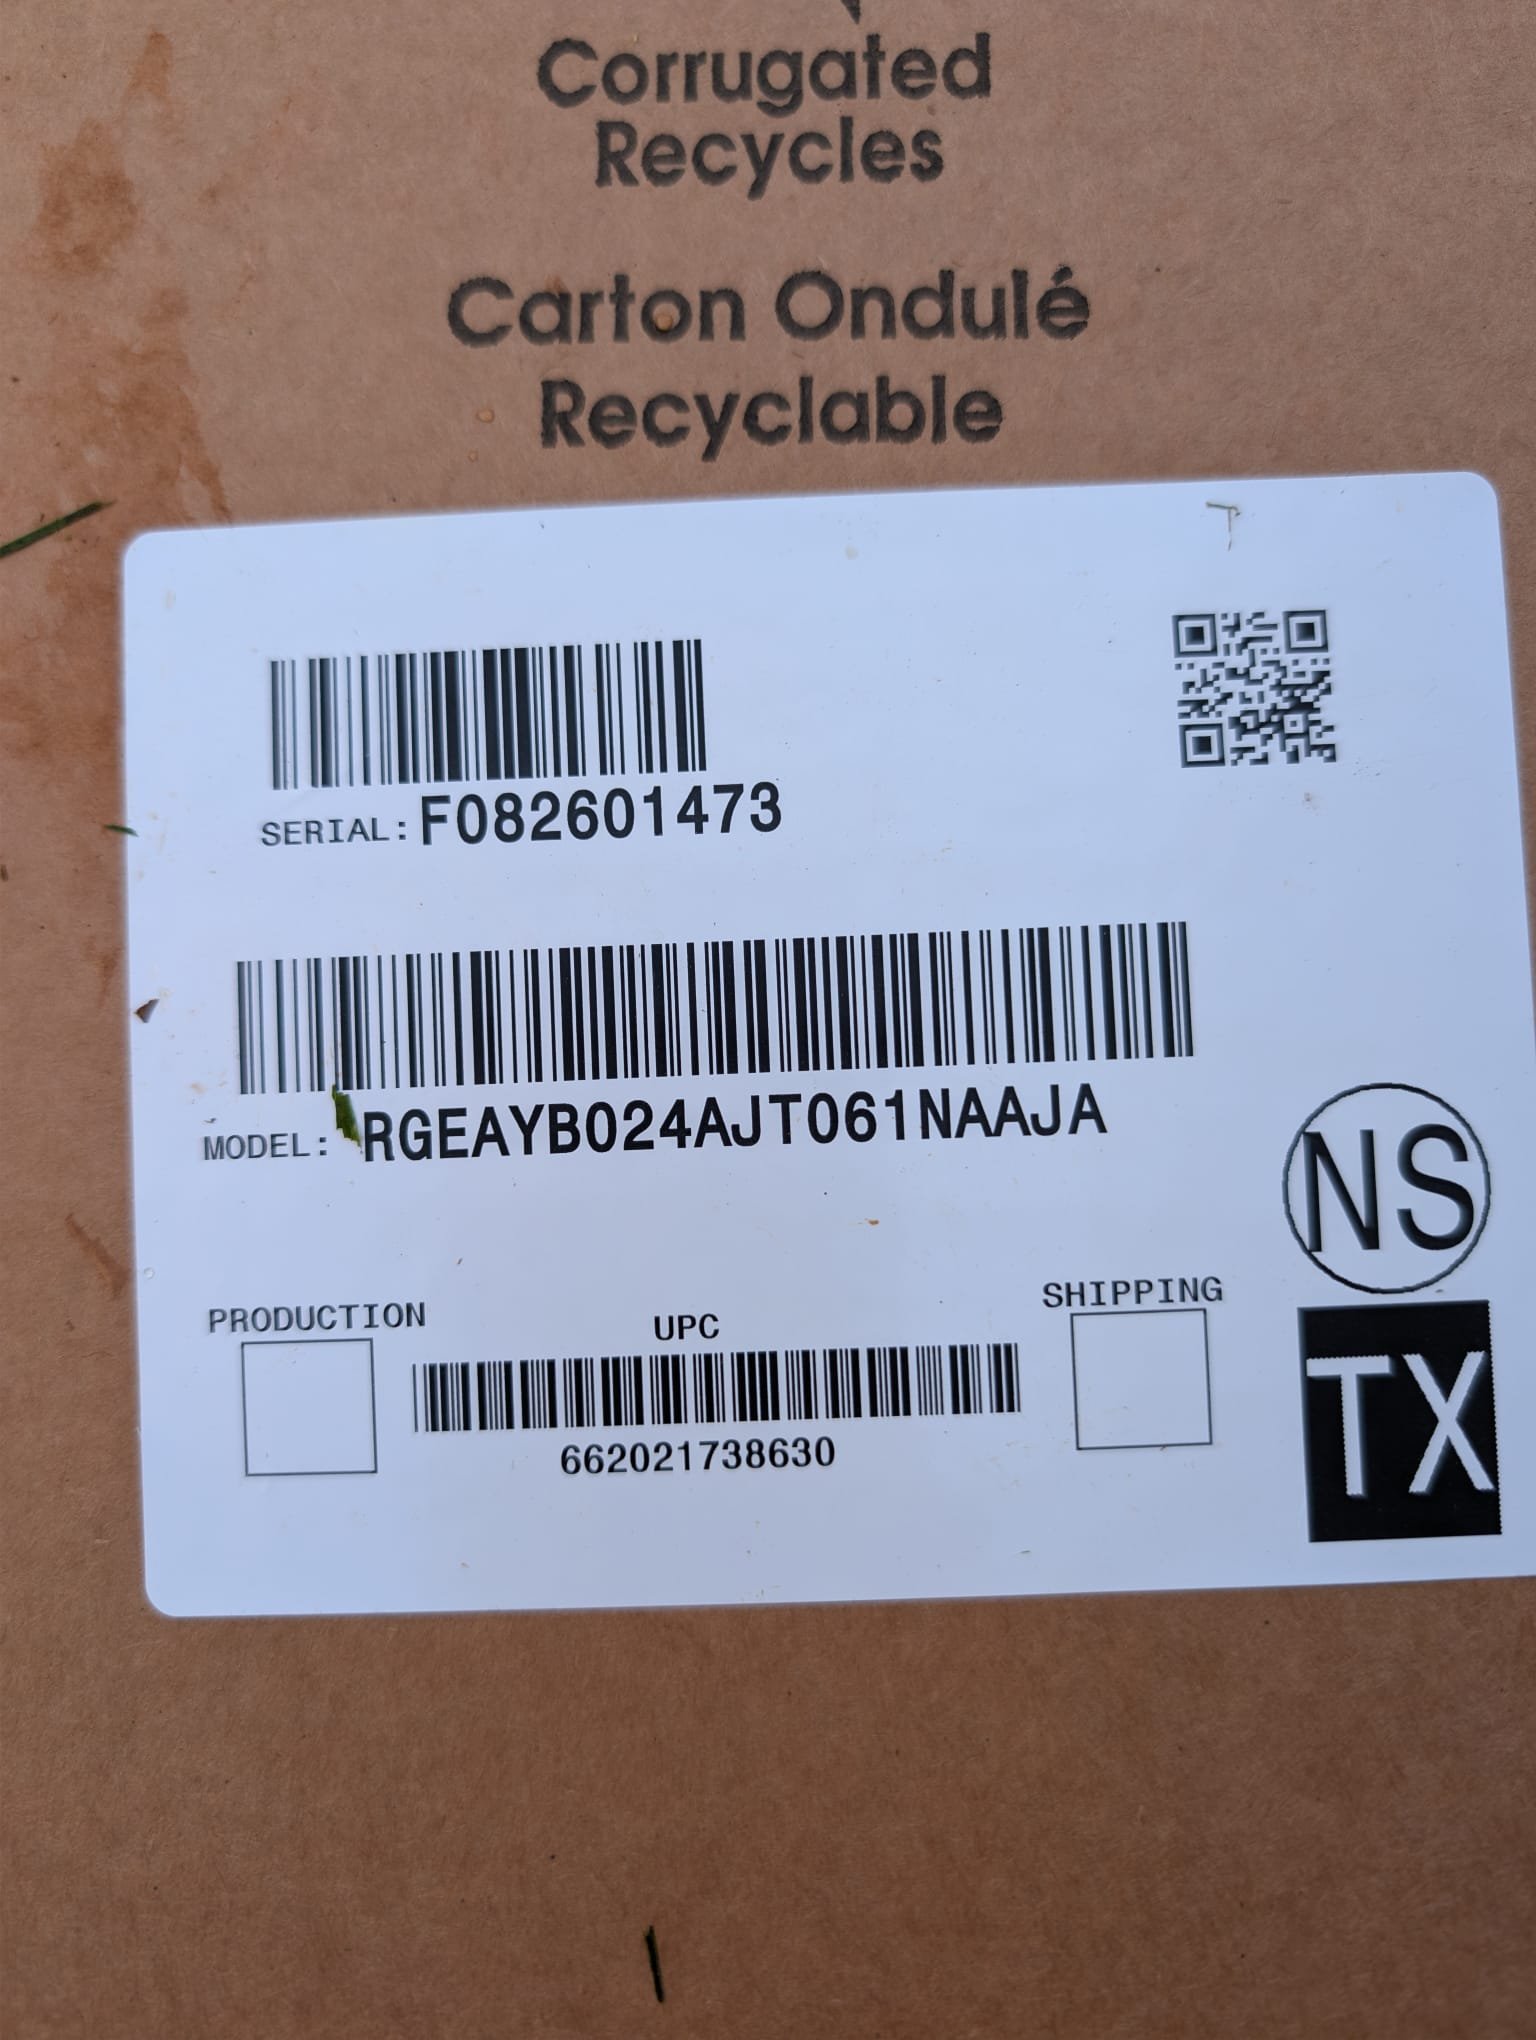 Corrugated
Recycles
Carton Ondulé
Recyclable
SERIAL: F082601473
MODEL: RGEAYB024AJT061NAAJA
NS
PRODUCTION
UPC
SHIPPING
662021738630
TX